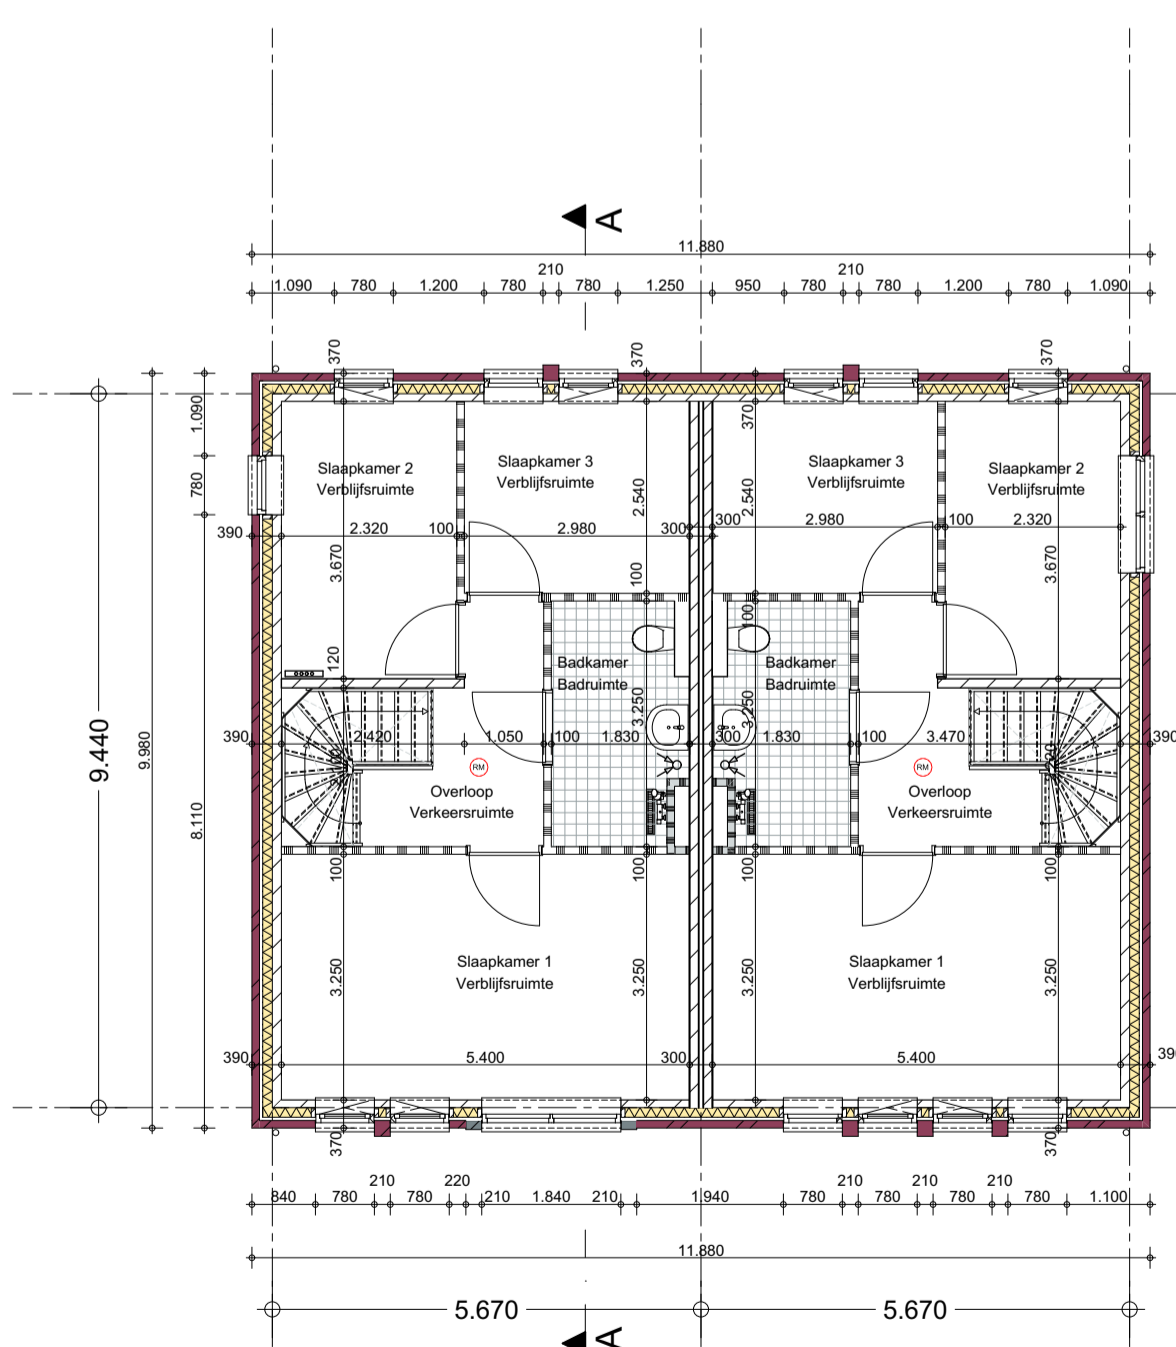 A
11.880
210 210
1.090 780 1.200 780 780 1.250 950 780 780 1.200 780 1.090
370 370 370
370
1.090
780
8.110
9.980
9.440
Slaapkamer 2
Verblijfsruimte
Slaapkamer 3
Verblijfsruimte
Slaapkamer 3
Verblijfsruimte
Slaapkamer 2
Verblijfsruimte
2.540 2.540
390 2.320 100 2.980 300 300 2.980 100 2.320
3.670 3.670
100 100
120
Badkamer
Badruimte
Badkamer
Badruimte
3.250 3.250
390 2.420 1.050 100 1.830 300 1.830 100 3.470 390
RM RM
Overloop
Verkeersruimte
Overloop
Verkeersruimte
100 100 100 100
Slaapkamer 1
Verblijfsruimte
Slaapkamer 1
Verblijfsruimte
3.250 3.250 3.250 3.250
390 5.400 300 5.400 390
370 370
210 220 210 210 210
840 780 780 210 1.840 210 1.940 780 780 780 780 1.100
11.880
5.670 5.670
A